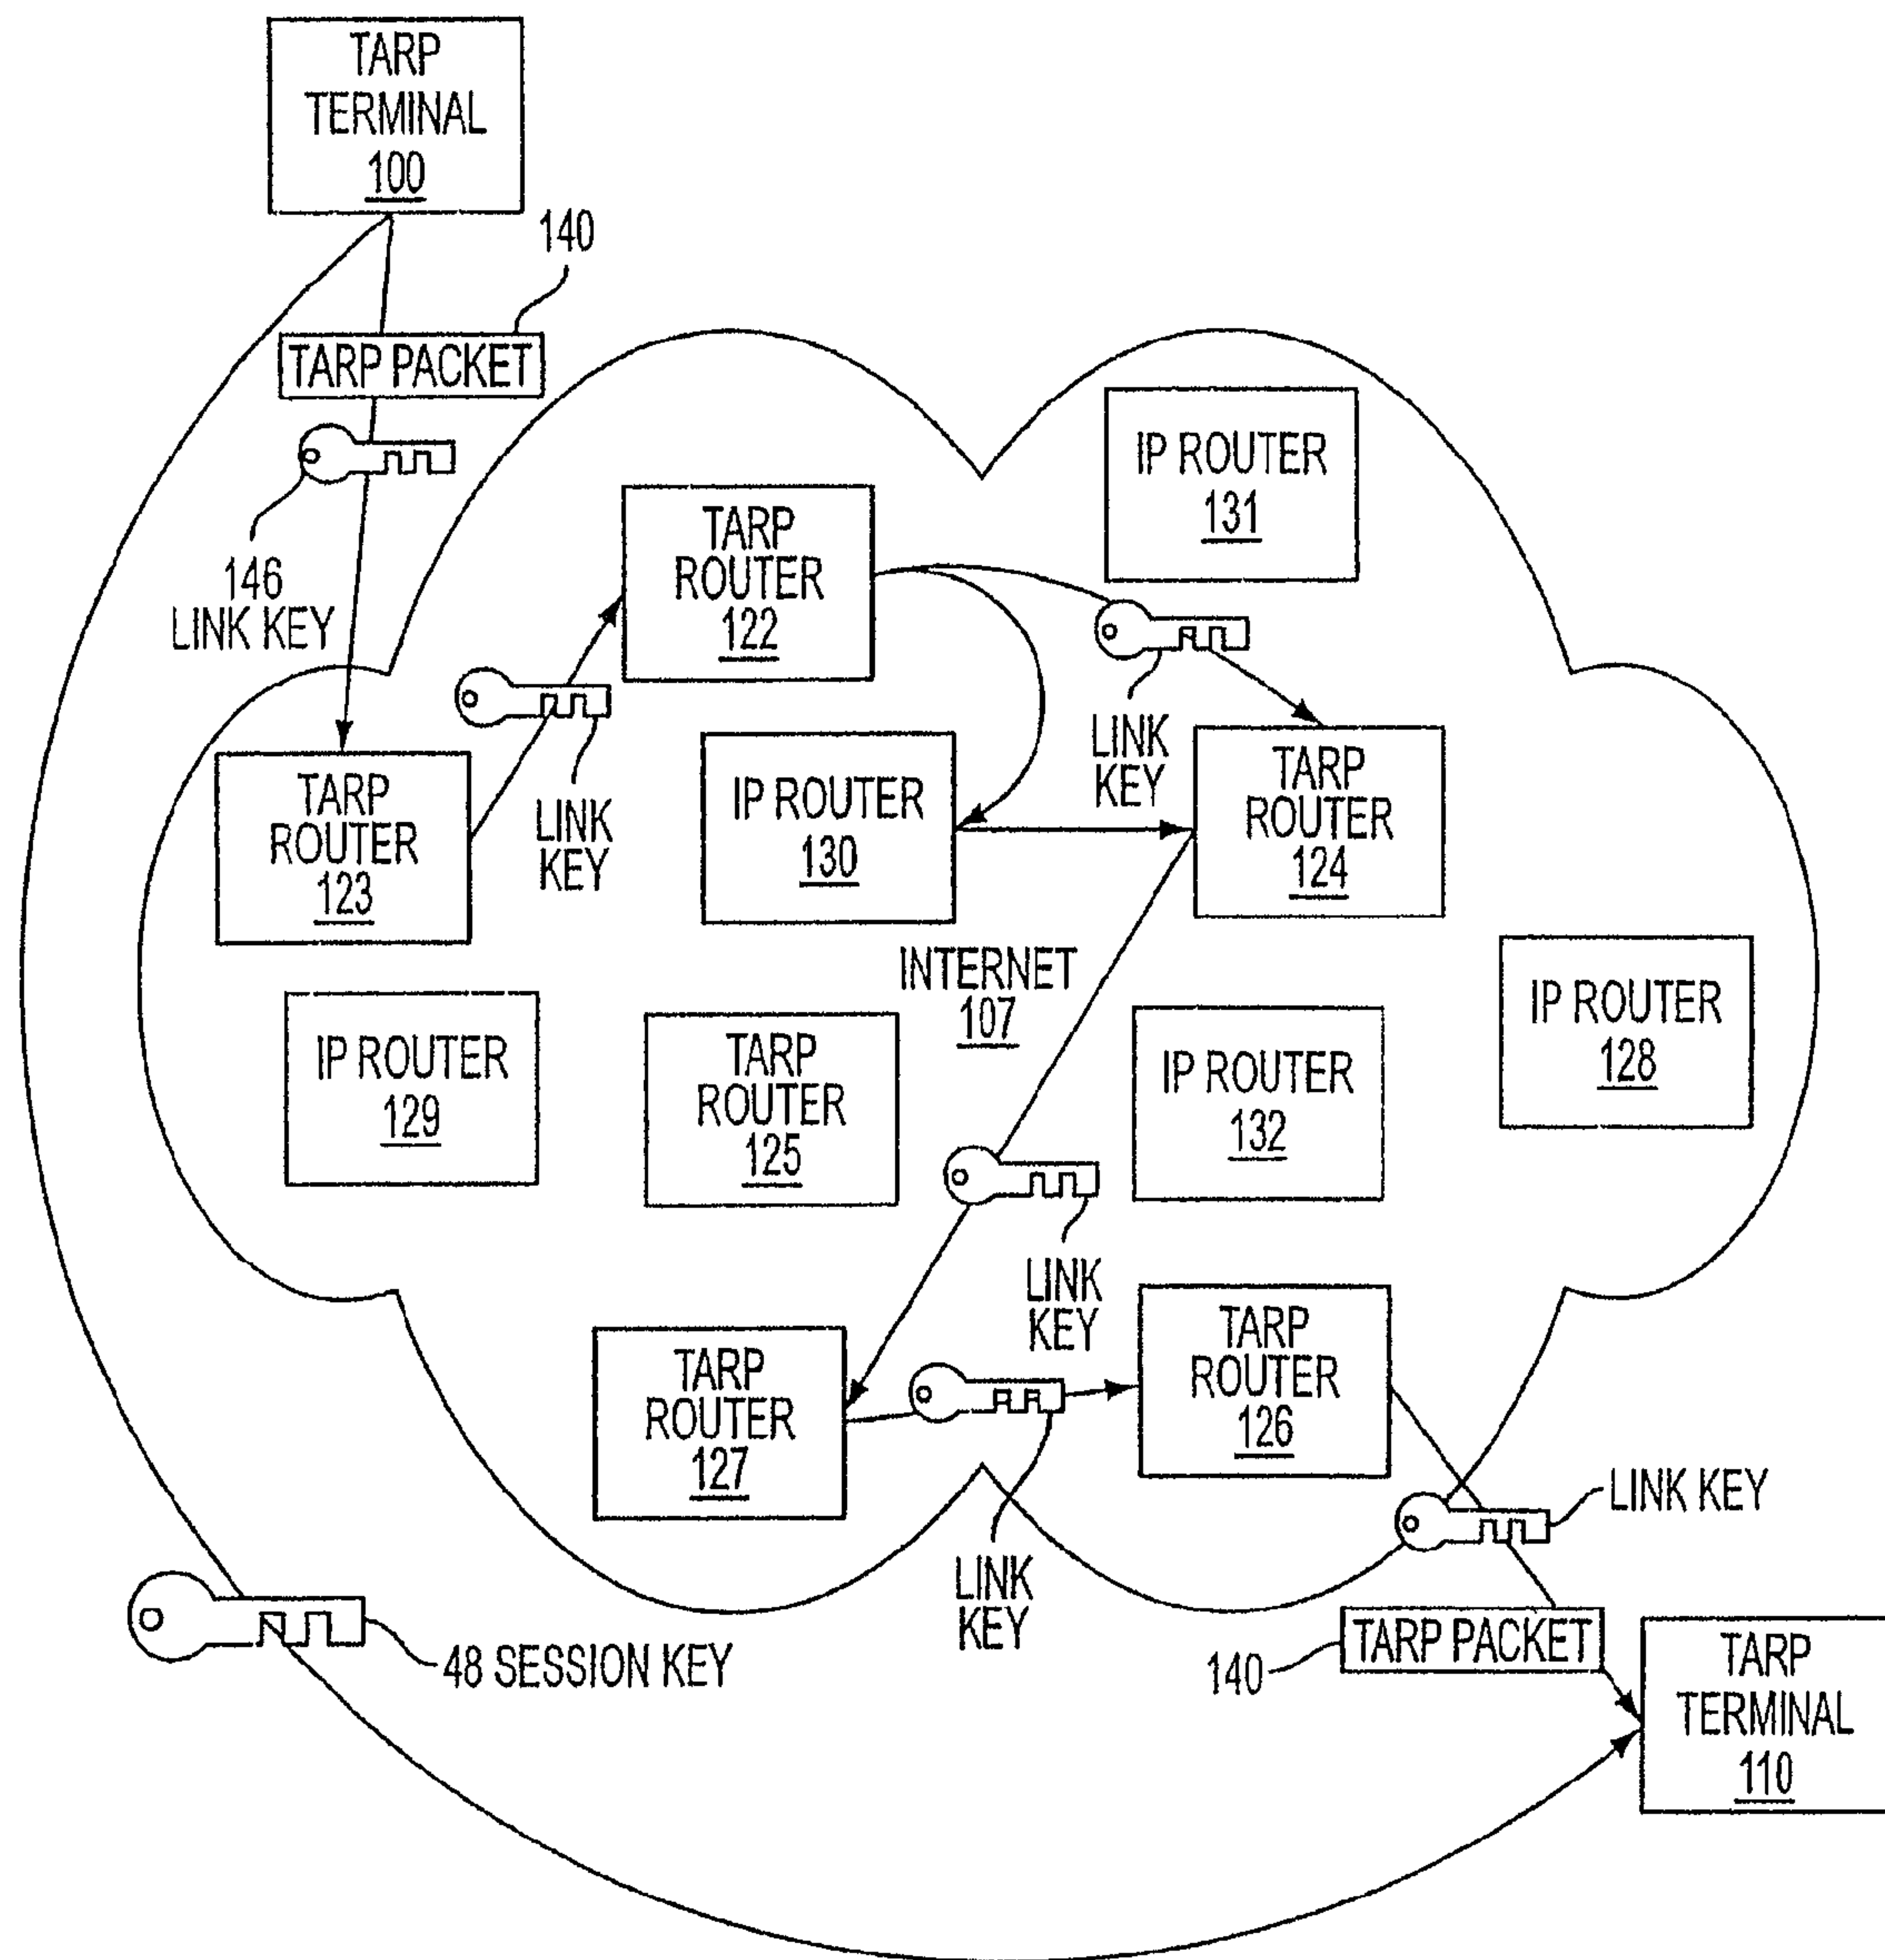 TARP
TERMINAL
100
140
TARP PACKET
146
LINK KEY
TARP
ROUTER
122
IP ROUTER
131
LINK
KEY
LINK
KEY
TARP
ROUTER
123
IP ROUTER
130
TARP
ROUTER
124
INTERNET
107
IP ROUTER
128
IP ROUTER
129
TARP
ROUTER
125
IP ROUTER
132
LINK
KEY
TARP
ROUTER
127
TARP
ROUTER
126
LINK KEY
LINK
KEY
48 SESSION KEY
140
TARP PACKET
TARP
TERMINAL
110